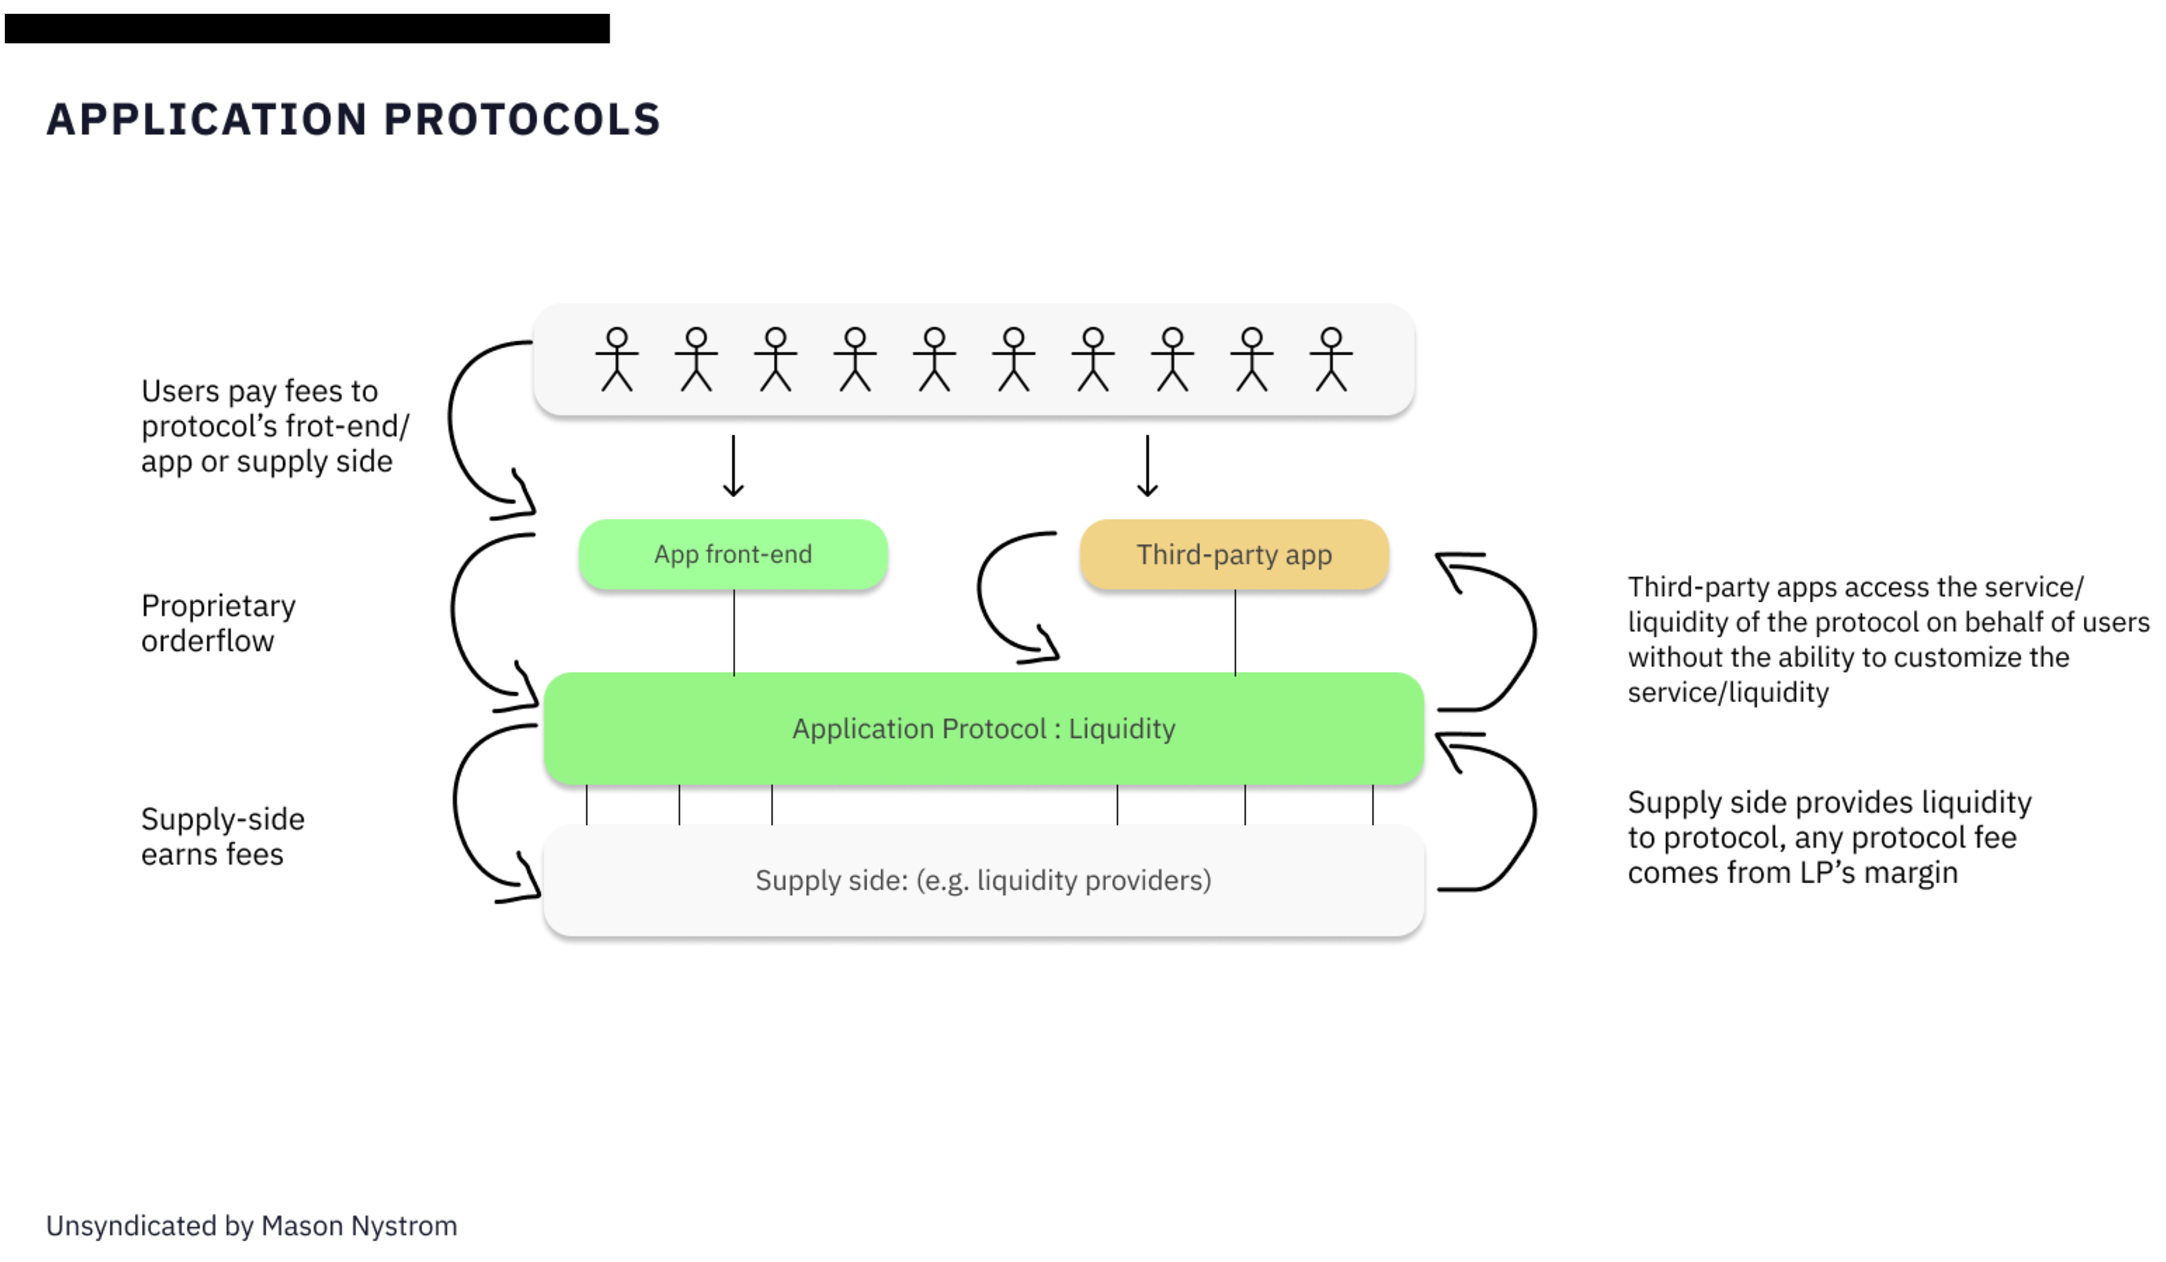 APPLICATION PROTOCOLS
Users pay fees to
protocol’s frot-end/
app or supply side
App front-end
Third-party app
Proprietary
orderflow
Third-party apps access the service/
liquidity of the protocol on behalf of users
without the ability to customize the
service/liquidity
Application Protocol : Liquidity
Supply-side
earns fees
Supply side provides liquidity
to protocol, any protocol fee
comes from LP’s margin
Supply side: (e.g. liquidity providers)
Unsyndicated by Mason Nystrom